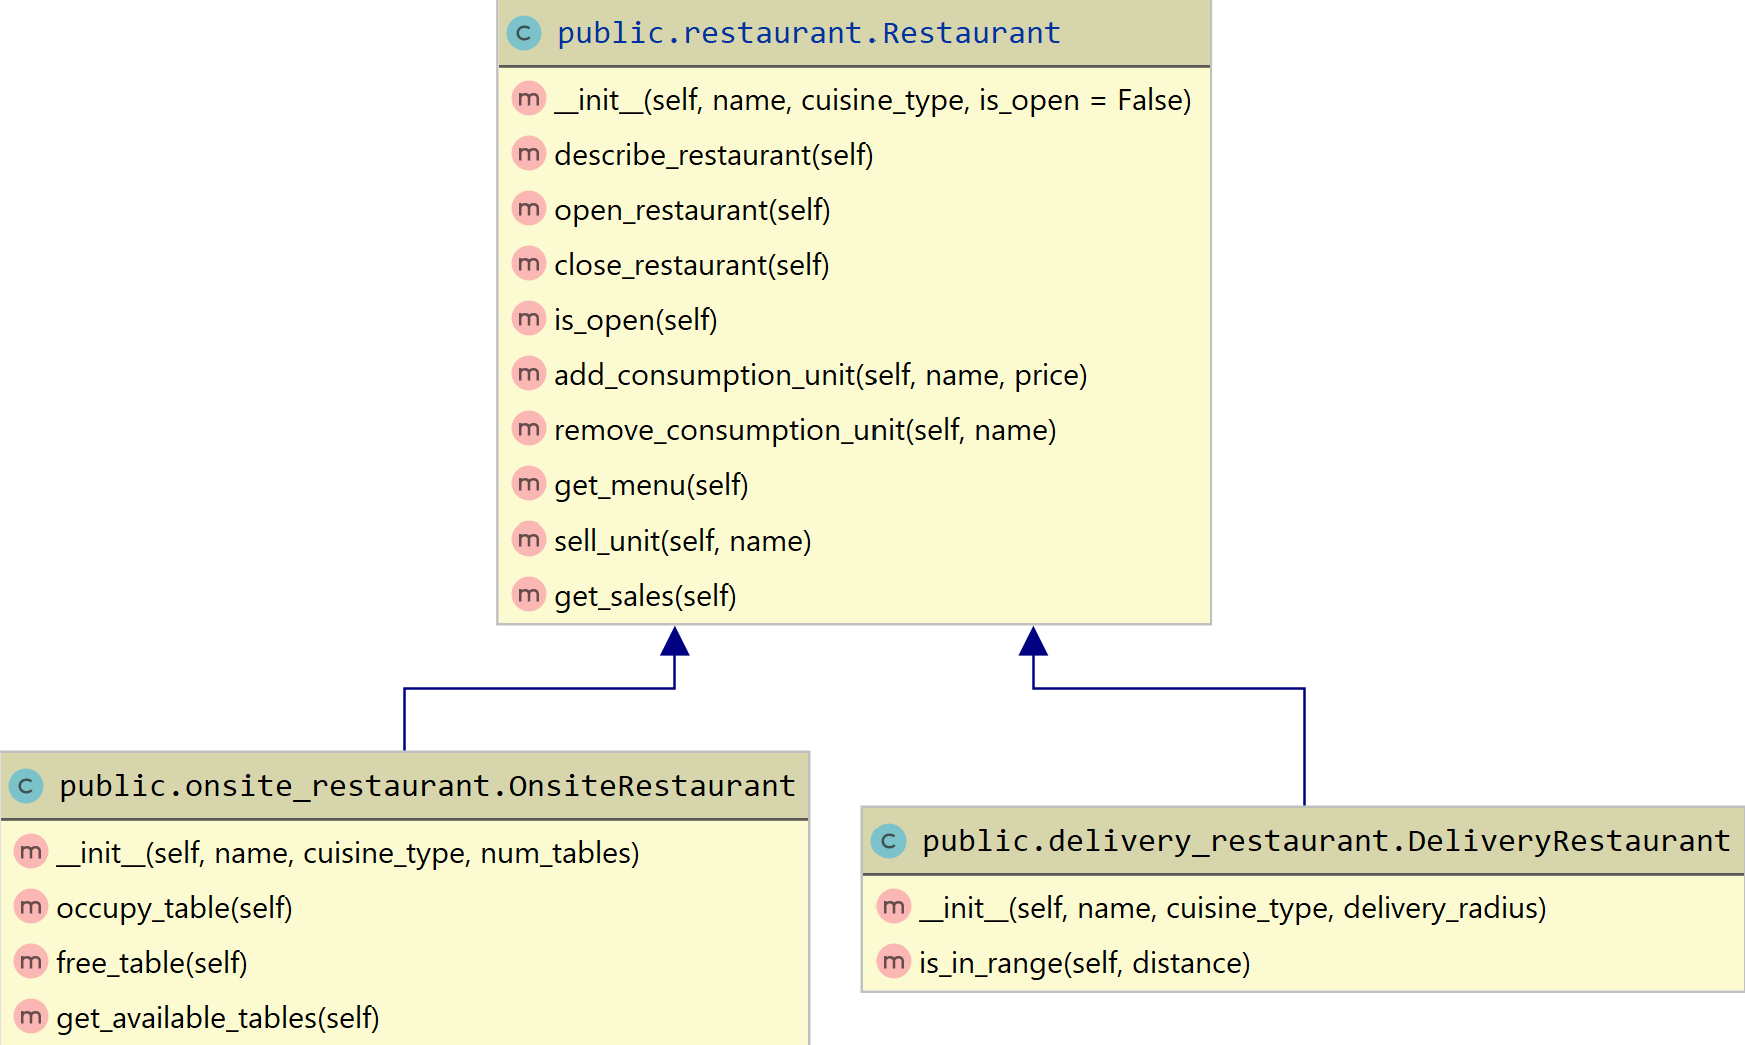 C public.restaurant.Restaurant
m __init__(self, name, cuisine_type, is_open = False)
m describe_restaurant(self)
m open_restaurant(self)
m close_restaurant(self)
m is_open(self)
m add_consumption_unit(self, name, price)
m remove_consumption_unit(self, name)
m get_menu(self)
m sell_unit(self, name)
m get_sales(self)
C public.onsite_restaurant.OnsiteRestaurant
m __init__(self, name, cuisine_type, num_tables)
m occupy_table(self)
m free_table(self)
m get_available_tables(self)
C public.delivery_restaurant.DeliveryRestaurant
m __init__(self, name, cuisine_type, delivery_radius)
m is_in_range(self, distance)